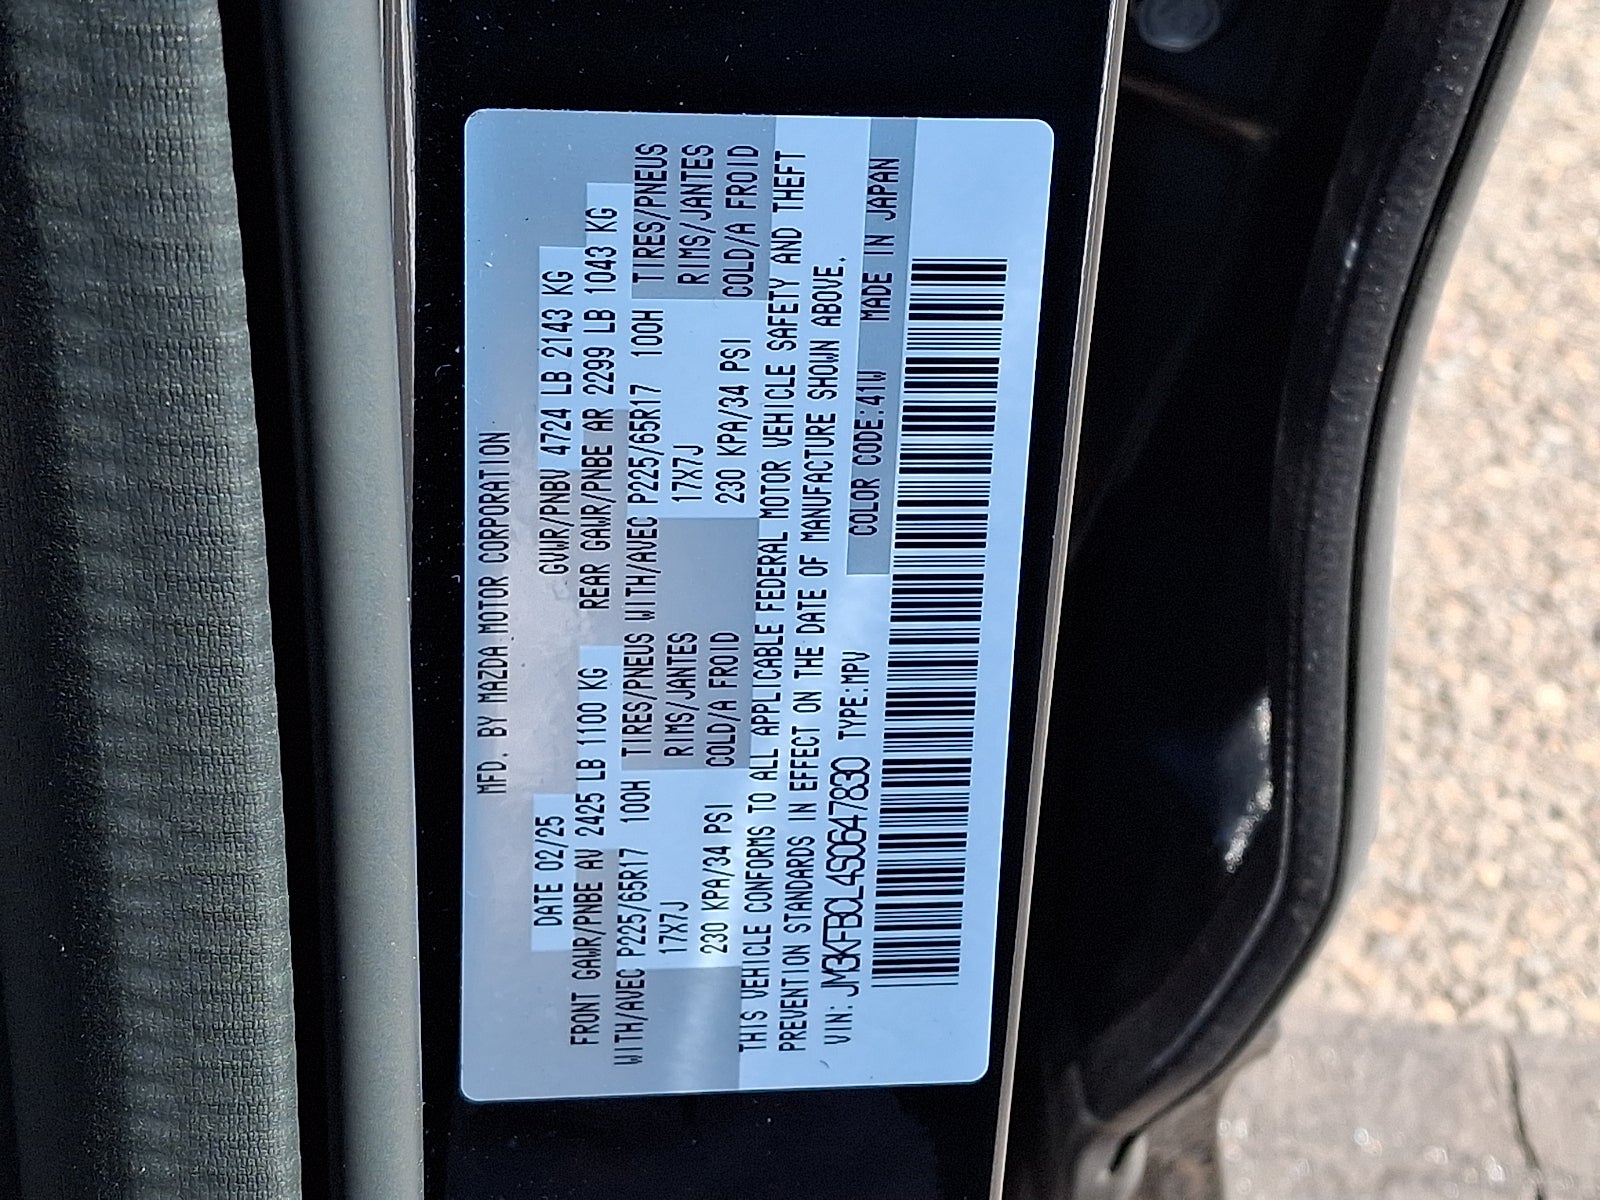 MFD. BY MAZDA MOTOR CORPORATION
DATE 02/25 GVWR/PNBV 4724 LB 2143 KG
FRONT GAWR/PNBE AV 2425 LB 1100 KG REAR GAWR/PNBE AR 2299 LB 1043 KG
WITH/AVEC P225/65R17 100H TIRES/PNEUS WITH/AVEC P225/65R17 100H TIRES/PNEUS
17X7J RIMS/JANTES 17X7J RIMS/JANTES
230 KPA/34 PSI COLD/A FROID 230 KPA/34 PSI COLD/A FROID
THIS VEHICLE CONFORMS TO ALL APPLICABLE FEDERAL MOTOR VEHICLE SAFETY AND THEFT
PREVENTION STANDARDS IN EFFECT ON THE DATE OF MANUFACTURE SHOWN ABOVE.
VIN: JM3KFBCL4S0647830 TYPE:MPV COLOR CODE:41W MADE IN JAPAN